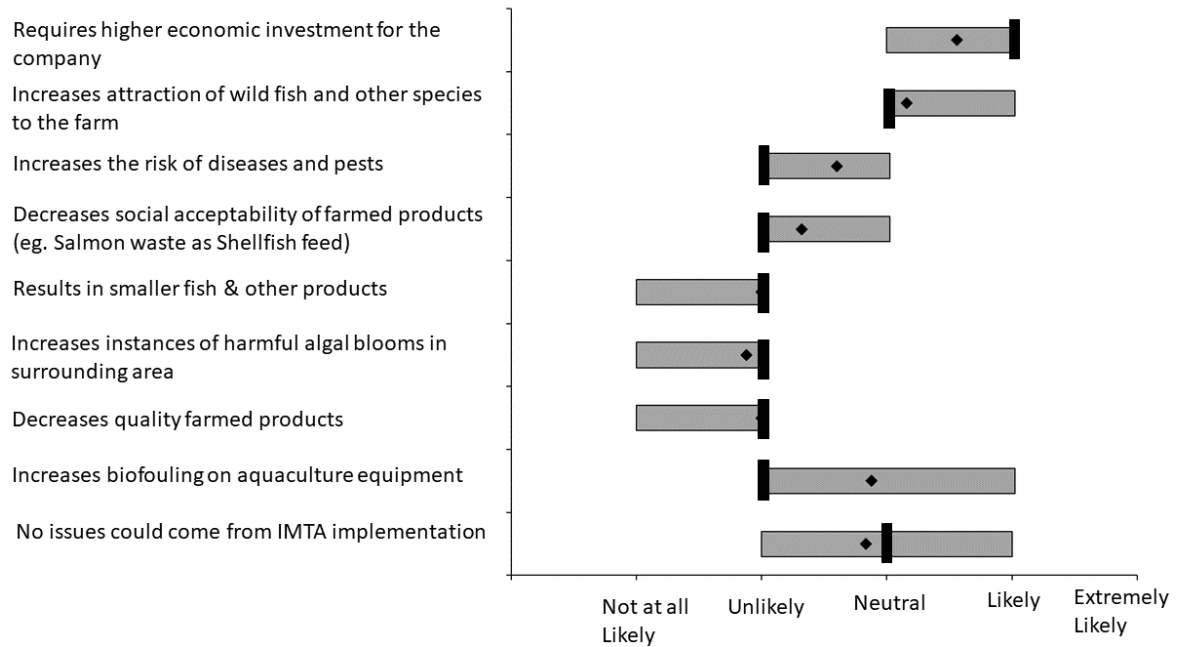 Requires higher economic investment for the
company
Increases attraction of wild fish and other species
to the farm
Increases the risk of diseases and pests
Decreases social acceptability of farmed products
(eg. Salmon waste as Shellfish feed)
Results in smaller fish & other products
Increases instances of harmful algal blooms in
surrounding area
Decreases quality farmed products
Increases biofouling on aquaculture equipment
No issues could come from IMTA implementation
Not at all
Likely
Unlikely
Neutral
Likely
Extremely
Likely